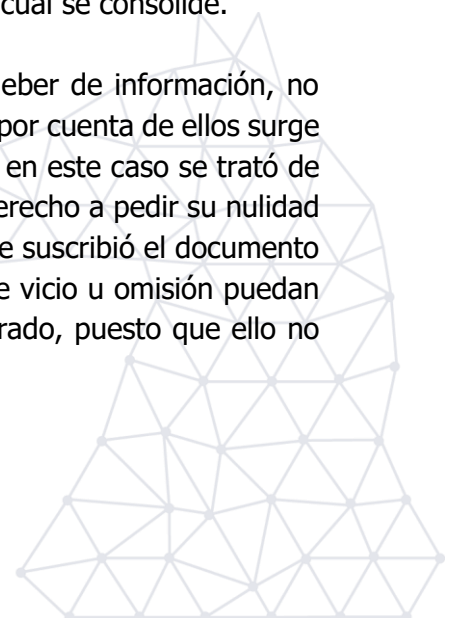 cual se consolide.
eber de información, no
por cuenta de ellos surge
en este caso se trató de
erecho a pedir su nulidad
e suscribió el documento
e vicio u omisión puedan
rado, puesto que ello no